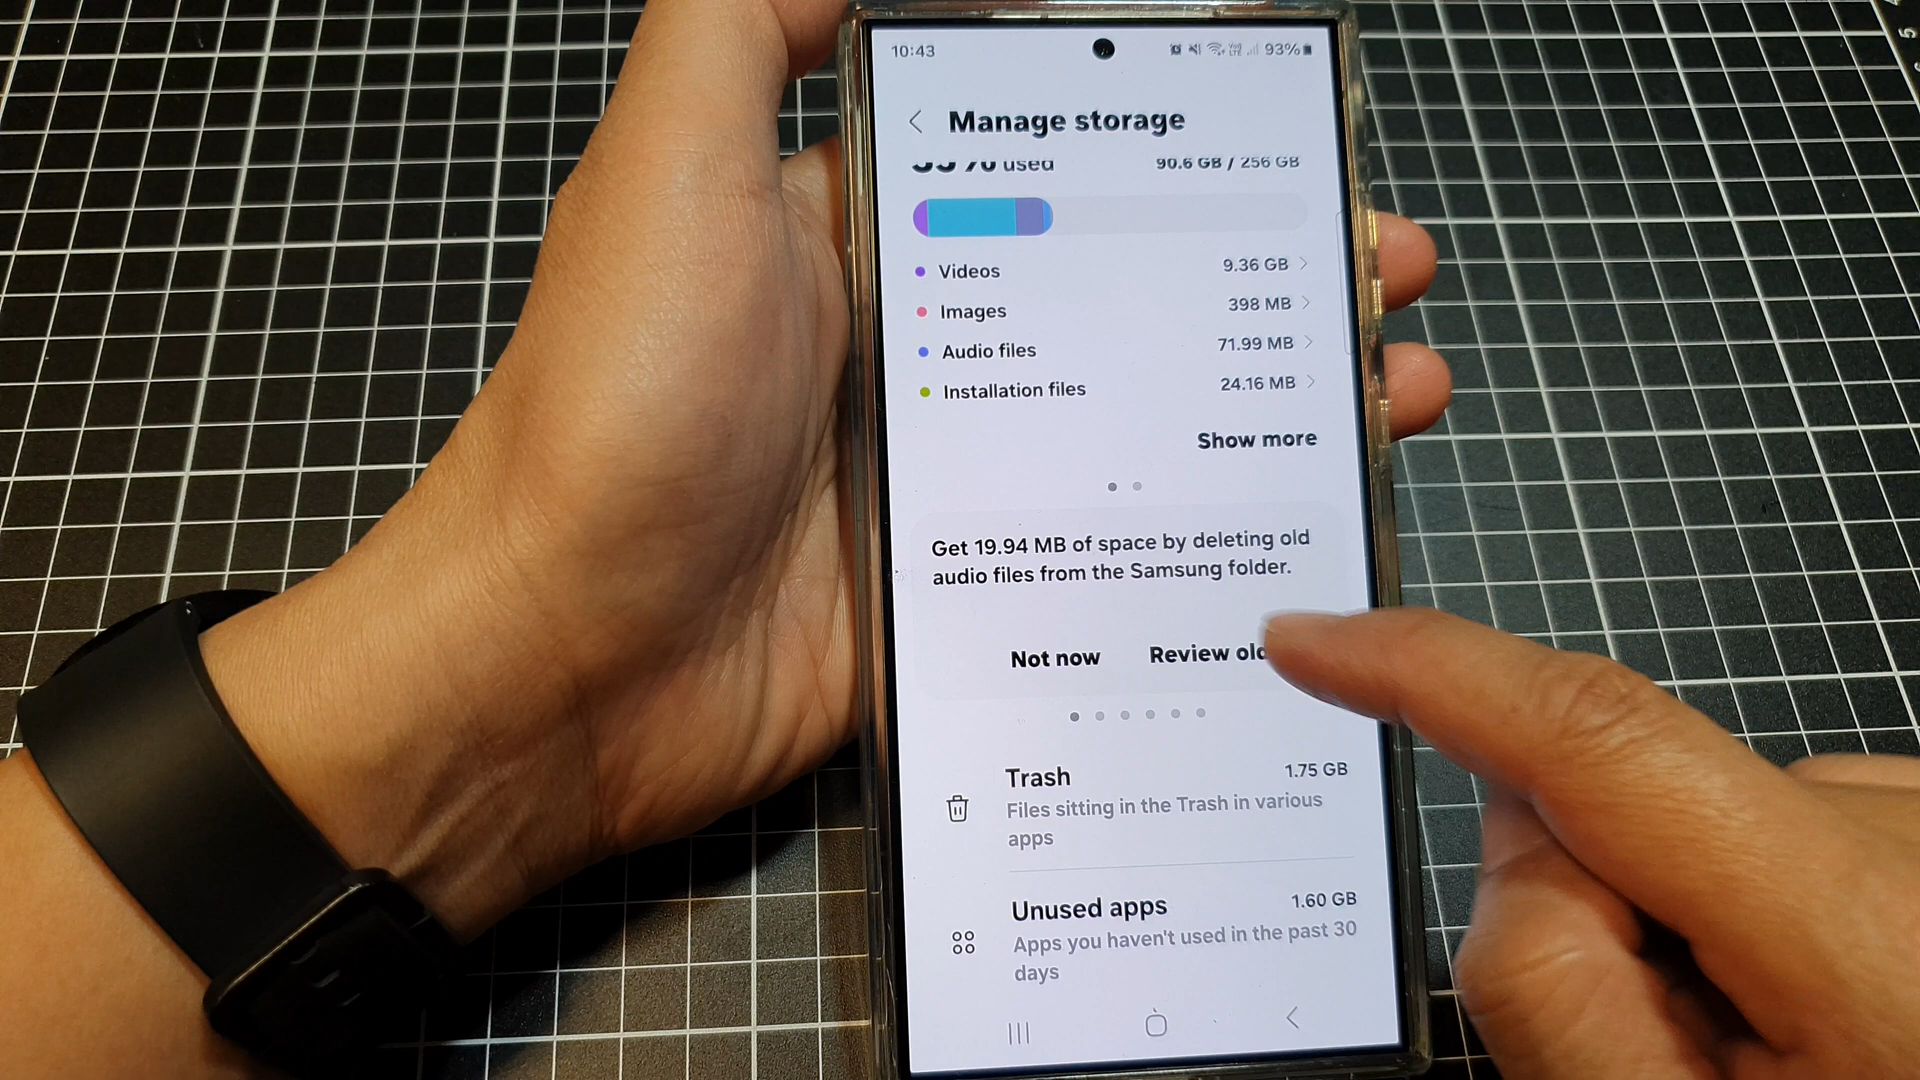 10:43
93%
Manage storage
used
90.6 GB / 256 GB
Videos
9.36 GB
Images
398 MB
Audio files
71.99 MB
Installation files
24.16 MB
Show more
Get 19.94 MB of space by deleting old
audio files from the Samsung folder.
Not now
Review old
Trash
1.75 GB
Files sitting in the Trash in various
apps
Unused apps
1.60 GB
Apps you haven't used in the past 30
days
5